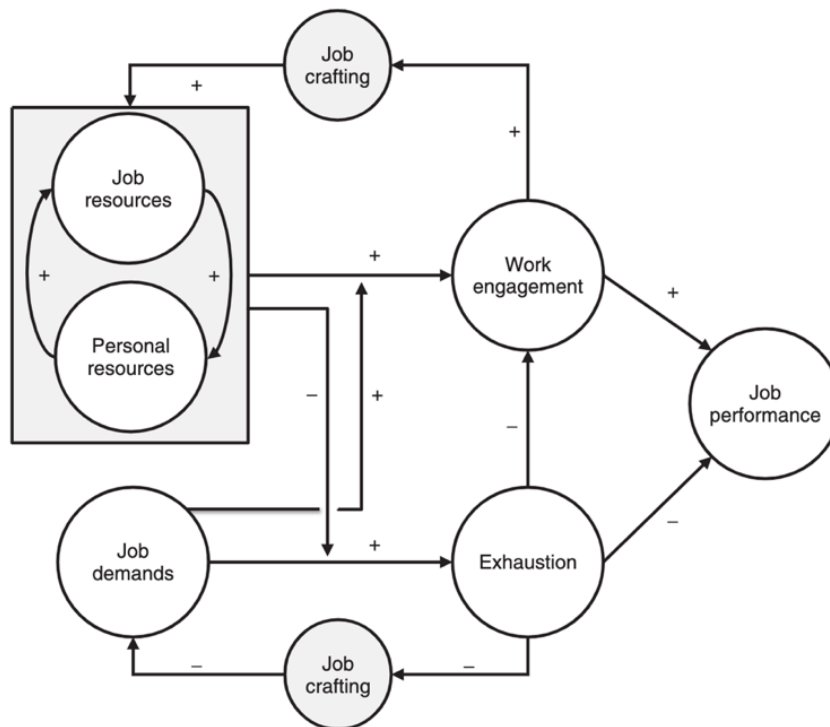 Job
crafting
+
+
Job
resources
+
+
+
Work
engagement
+
Personal
resources
–
+
Job
performance
–
–
Job
demands
+
Exhaustion
–
–
Job
crafting
–